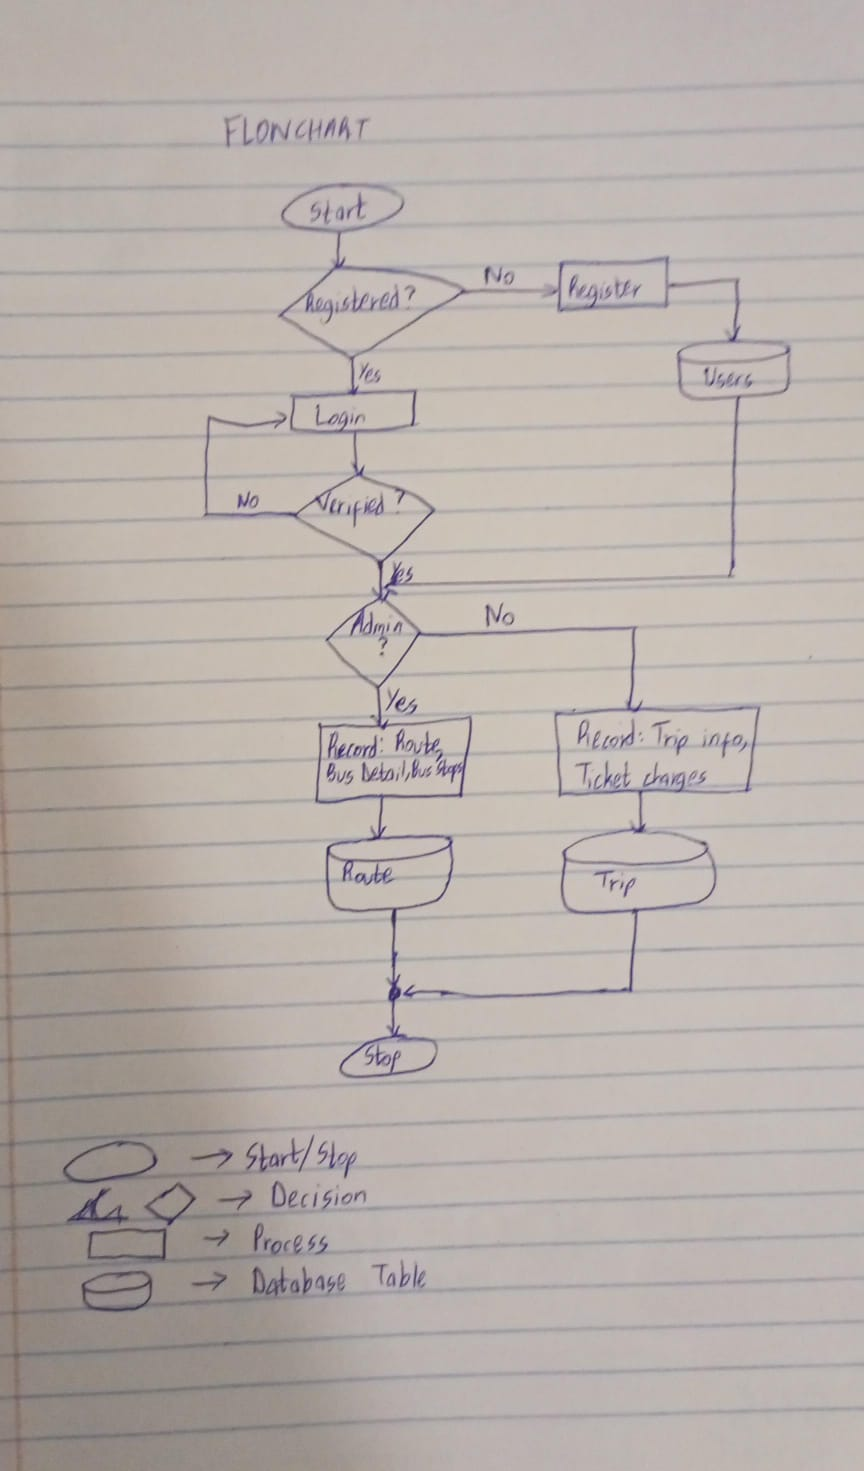 FLOWCHART
Start
Registered?
No
Register
Users
Yes
Login
Verified?
No
Yes
Admin
?
No
Yes
Record: Route,
Bus Detail, Bus Stops
Record: Trip info,
Ticket charges
Route
Trip
Stop
→ Start/Stop
→ Decision
→ Process
→ Database Table